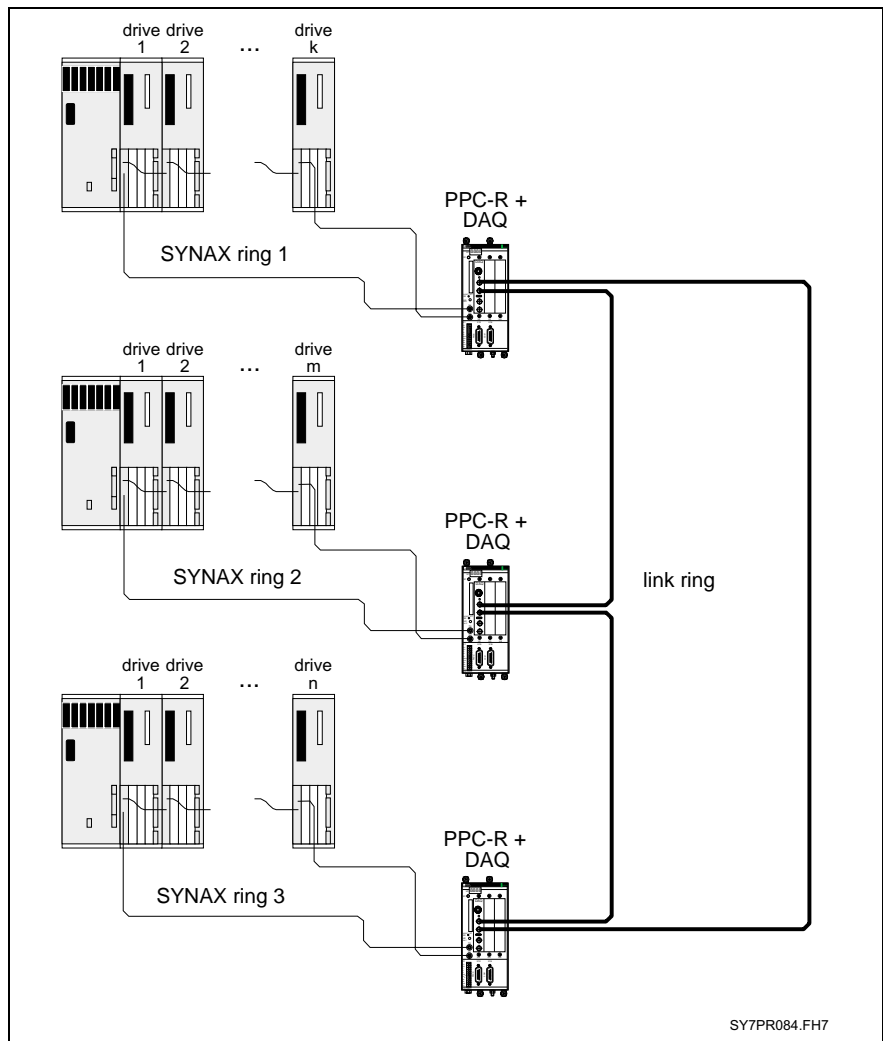 drive drive drive
1 2 ... k
PPC-R +
DAQ
SYNAX ring 1
drive drive drive
1 2 ... m
PPC-R +
DAQ
SYNAX ring 2
link ring
drive drive drive
1 2 ... n
PPC-R +
DAQ
SYNAX ring 3
SY7PR084.FH7